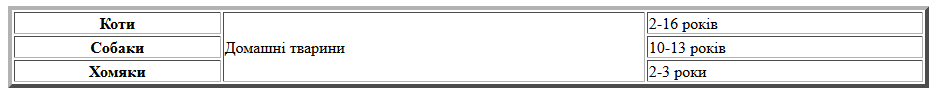 Коти
Домашні тварини
2-16 років
Собаки
10-13 років
Хомяки
2-3 роки